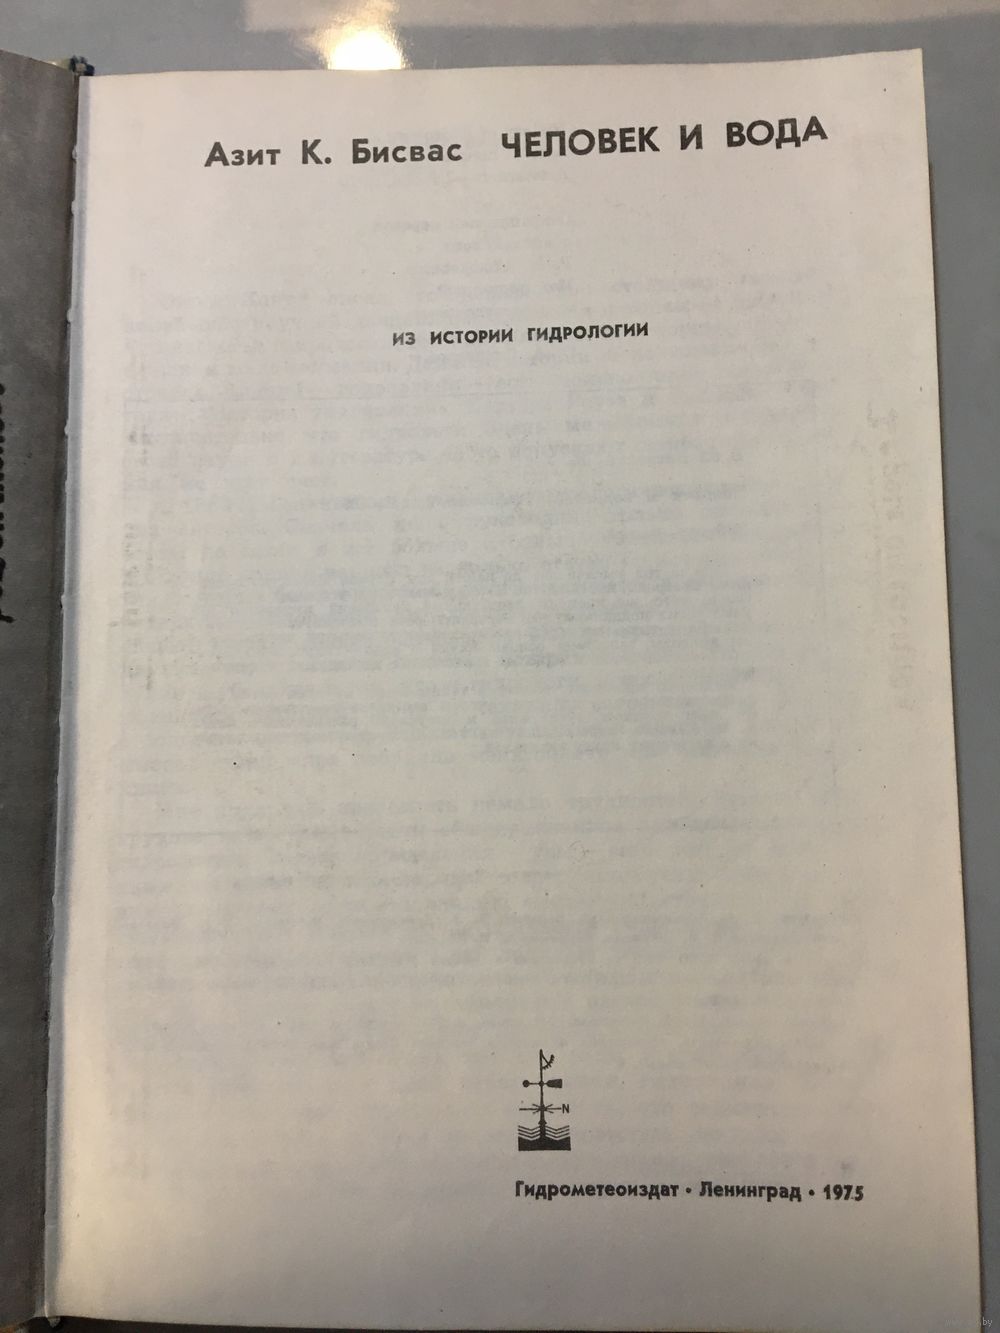 Азит К. Бисвас ЧЕЛОВЕК И ВОДА
ИЗ ИСТОРИИ ГИДРОЛОГИИ
N
Гидрометеоиздат • Ленинград • 1975